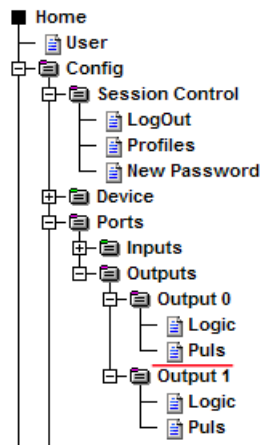 Home
User
Config
Session Control
LogOut
Profiles
New Password
Device
Ports
Inputs
Outputs
Output 0
Logic
Puls
Output 1
Logic
Puls